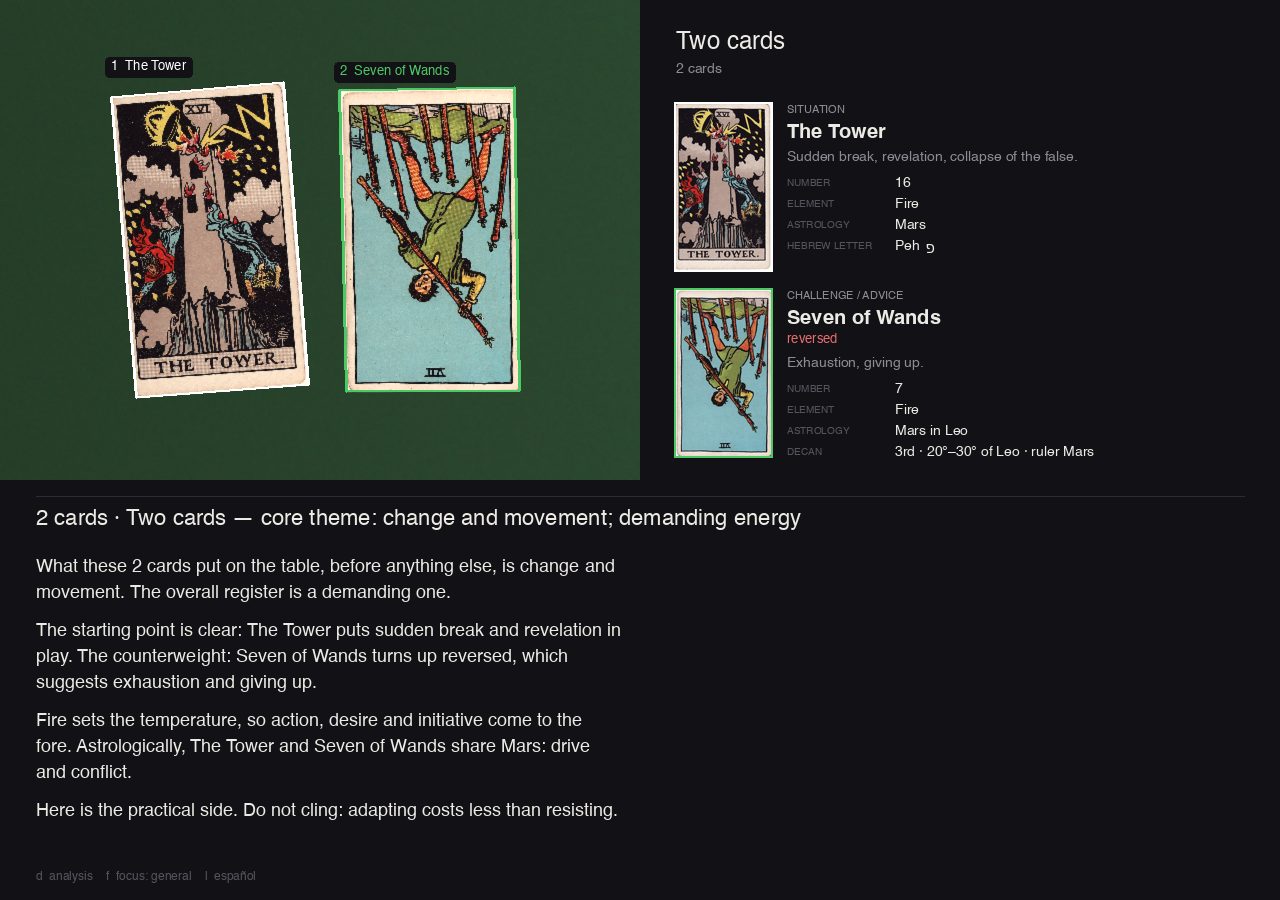 1 The Tower
2 Seven of Wands
XVI
THE TOWER.
VII
Two cards
2 cards
XVI
THE TOWER.
SITUATION
The Tower
Sudden break, revelation, collapse of the false.
NUMBER 16
ELEMENT Fire
ASTROLOGY Mars
HEBREW LETTER Peh פ
VII
CHALLENGE / ADVICE
Seven of Wands
reversed
Exhaustion, giving up.
NUMBER 7
ELEMENT Fire
ASTROLOGY Mars in Leo
DECAN 3rd · 20°–30° of Leo · ruler Mars
2 cards · Two cards — core theme: change and movement; demanding energy
What these 2 cards put on the table, before anything else, is change and
movement. The overall register is a demanding one.
The starting point is clear: The Tower puts sudden break and revelation in
play. The counterweight: Seven of Wands turns up reversed, which
suggests exhaustion and giving up.
Fire sets the temperature, so action, desire and initiative come to the
fore. Astrologically, The Tower and Seven of Wands share Mars: drive
and conflict.
Here is the practical side. Do not cling: adapting costs less than resisting.
d analysis f focus: general l español